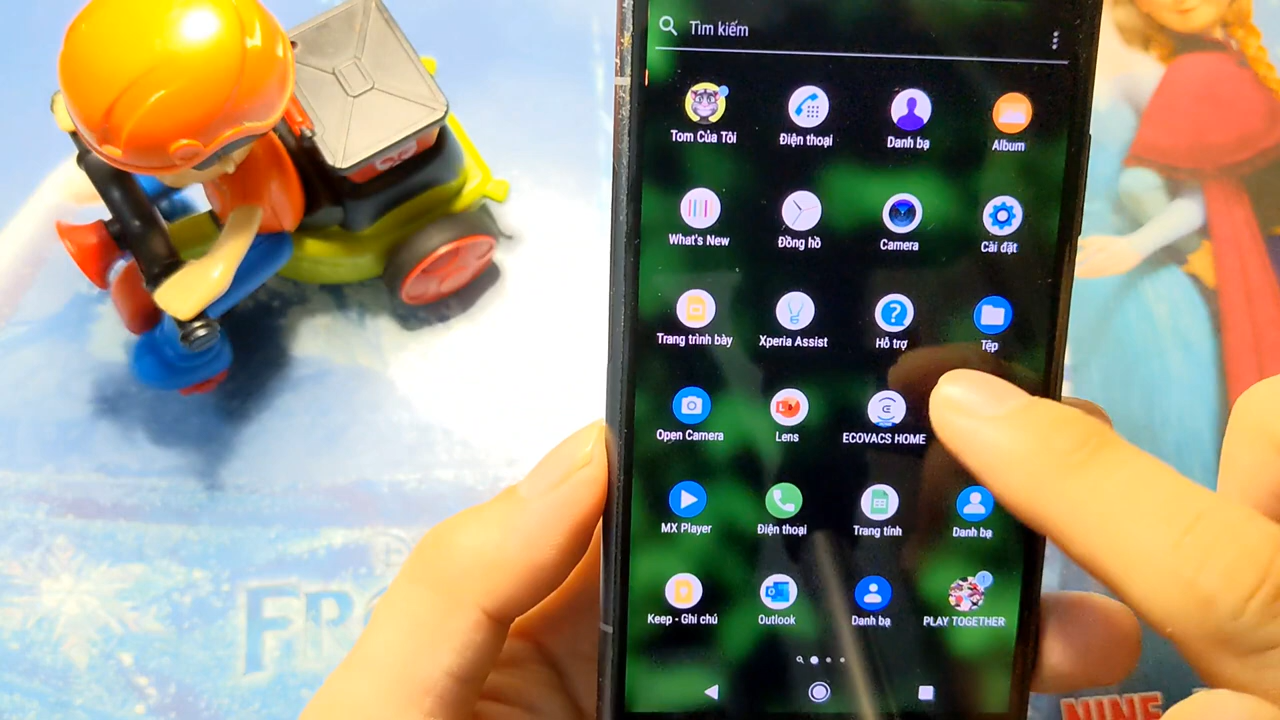 Tìm kiếm
Tom Của Tôi
Điện thoại
Danh bạ
Album
What's New
Đồng hồ
Camera
Cài đặt
Trang trình bày
Xperia Assist
Hỗ trợ
Tệp
Open Camera
Lens
ECOVACS HOME
MX Player
Điện thoại
Trang tính
Danh bạ
Keep - Ghi chú
Outlook
Danh bạ
PLAY TOGETHER
NINE